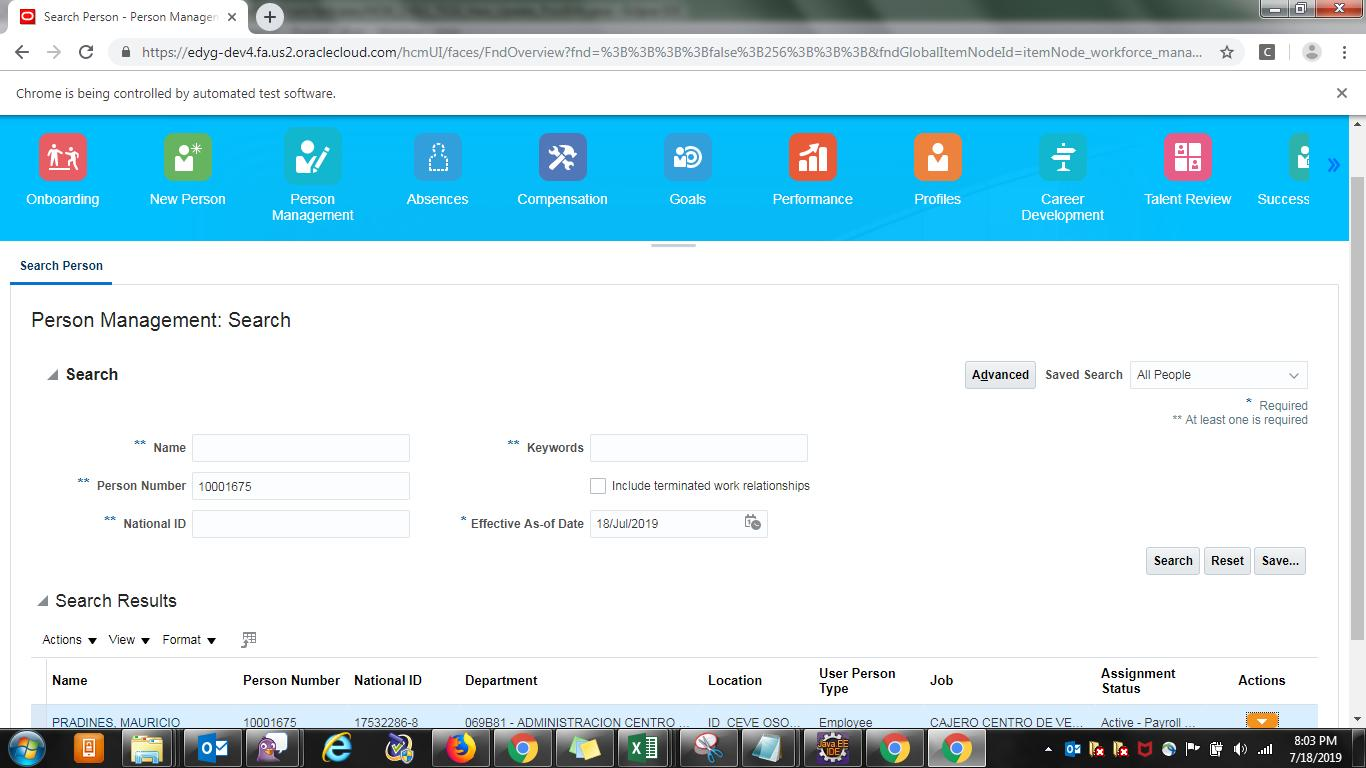 Search Person - Person Managen
https://edyg-dev4.fa.us2.oraclecloud.com/hcmUI/faces/FndOverview?fnd=%3B%3B%3B%3Bfalse%3B256%3B%3B%3B&fndGlobalItemNodeId=itemNode_workforce_mana...
C
Chrome is being controlled by automated test software.
Onboarding
New Person
Person Management
Absences
Compensation
Goals
Performance
Profiles
Career Development
Talent Review
Success
Search Person
Person Management: Search
Search
Advanced Saved Search All People
* Required
** At least one is required
** Name
** Keywords
** Person Number 10001675
Include terminated work relationships
** National ID
* Effective As-of Date 18/Jul/2019
Search Reset Save...
Search Results
Actions View Format
Name Person Number National ID Department Location User Person Type Job Assignment Status Actions
PRADINES, MAURICIO 10001675 17532286-8 069B81 - ADMINISTRACION CENTRO ... ID_CEVE OSO... Employee CAJERO CENTRO DE VE... Active - Payroll ...
Java EE
IDE
8:03 PM
7/18/2019